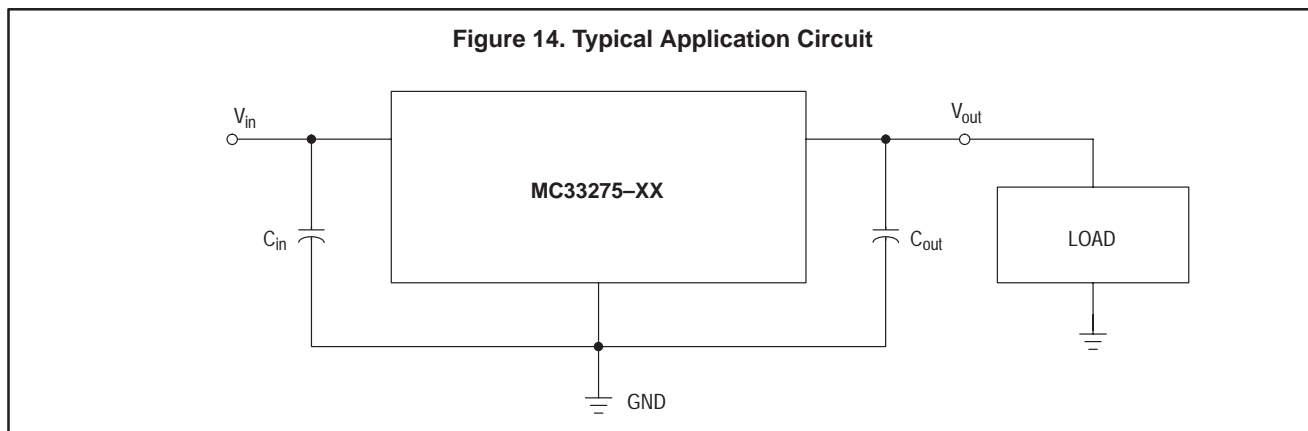 Figure 14. Typical Application Circuit
Vin
Vout
MC33275–XX
Cin
Cout
LOAD
GND